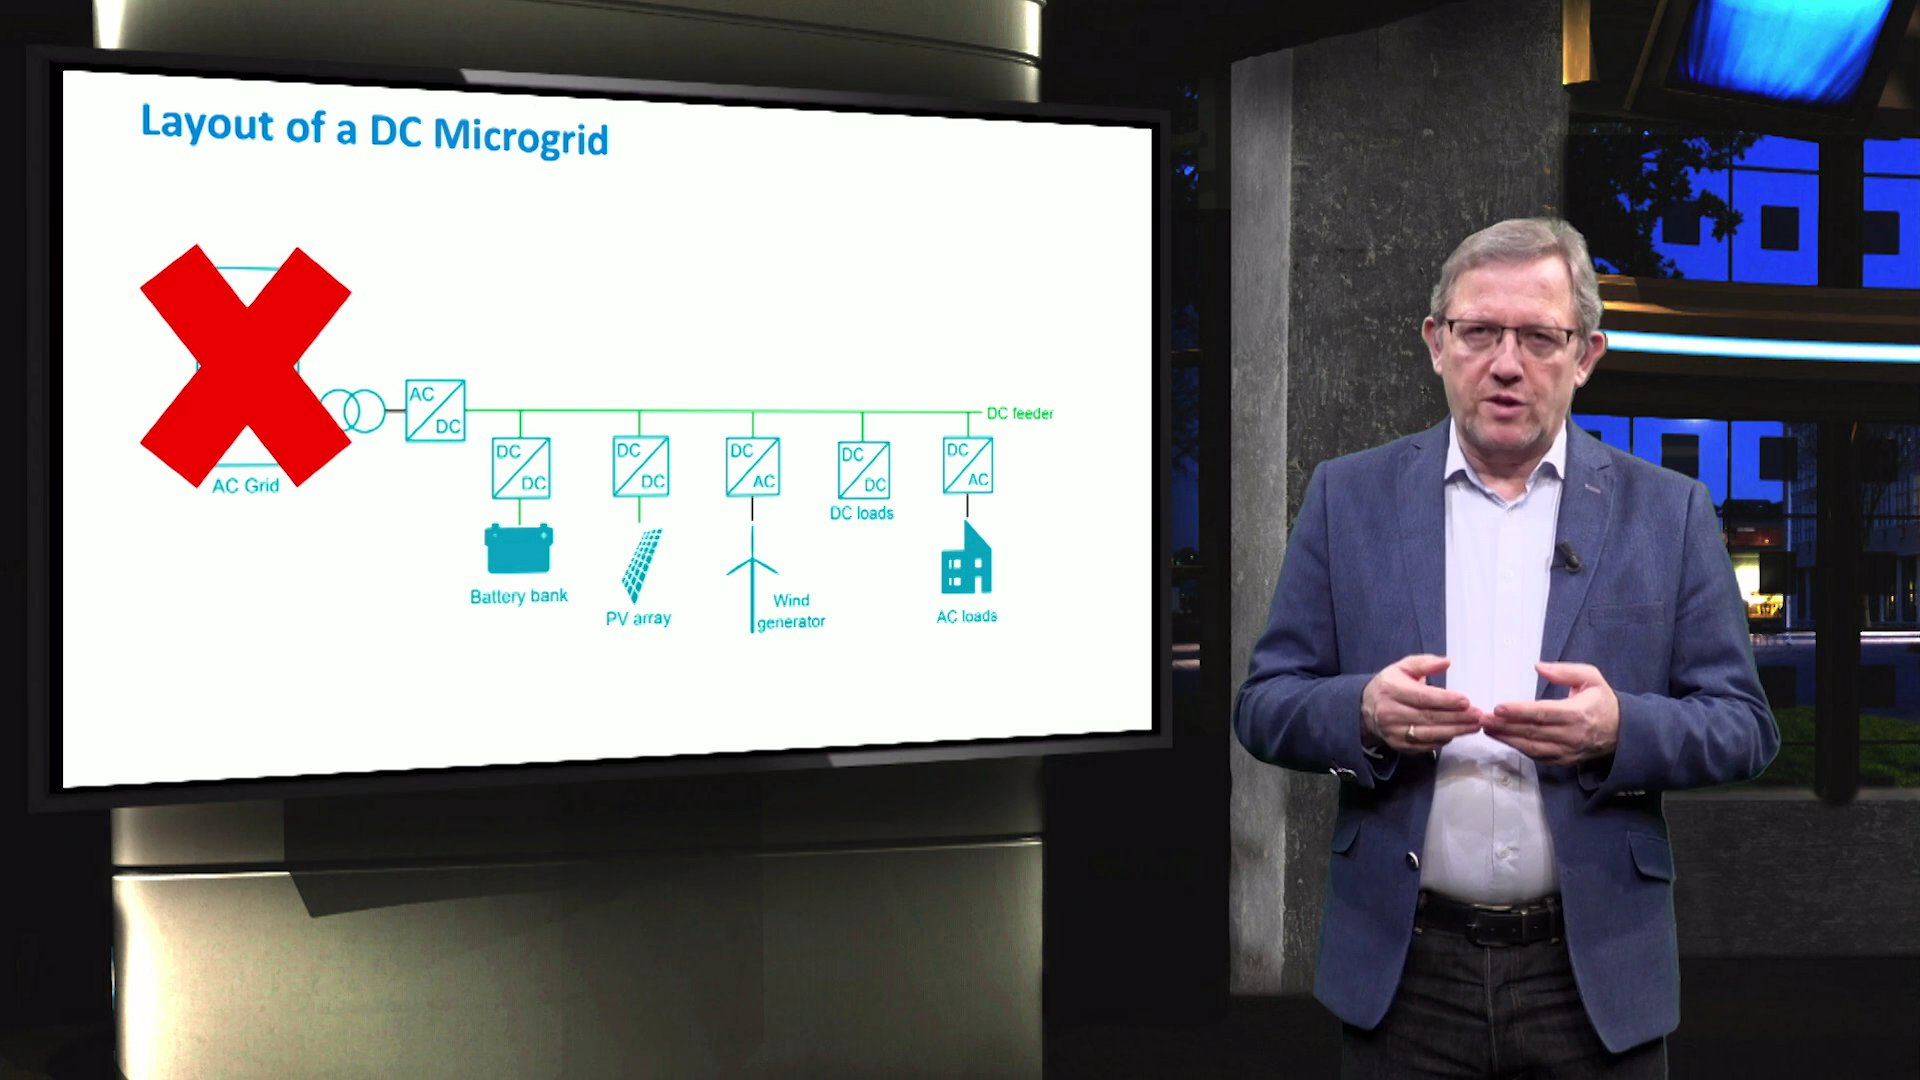 Layout of a DC Microgrid
AC
DC
DC feeder
DC
DC
DC
DC
DC
AC
DC
DC
DC
AC
AC Grid
DC loads
Battery bank
PV array
Wind
generator
AC loads